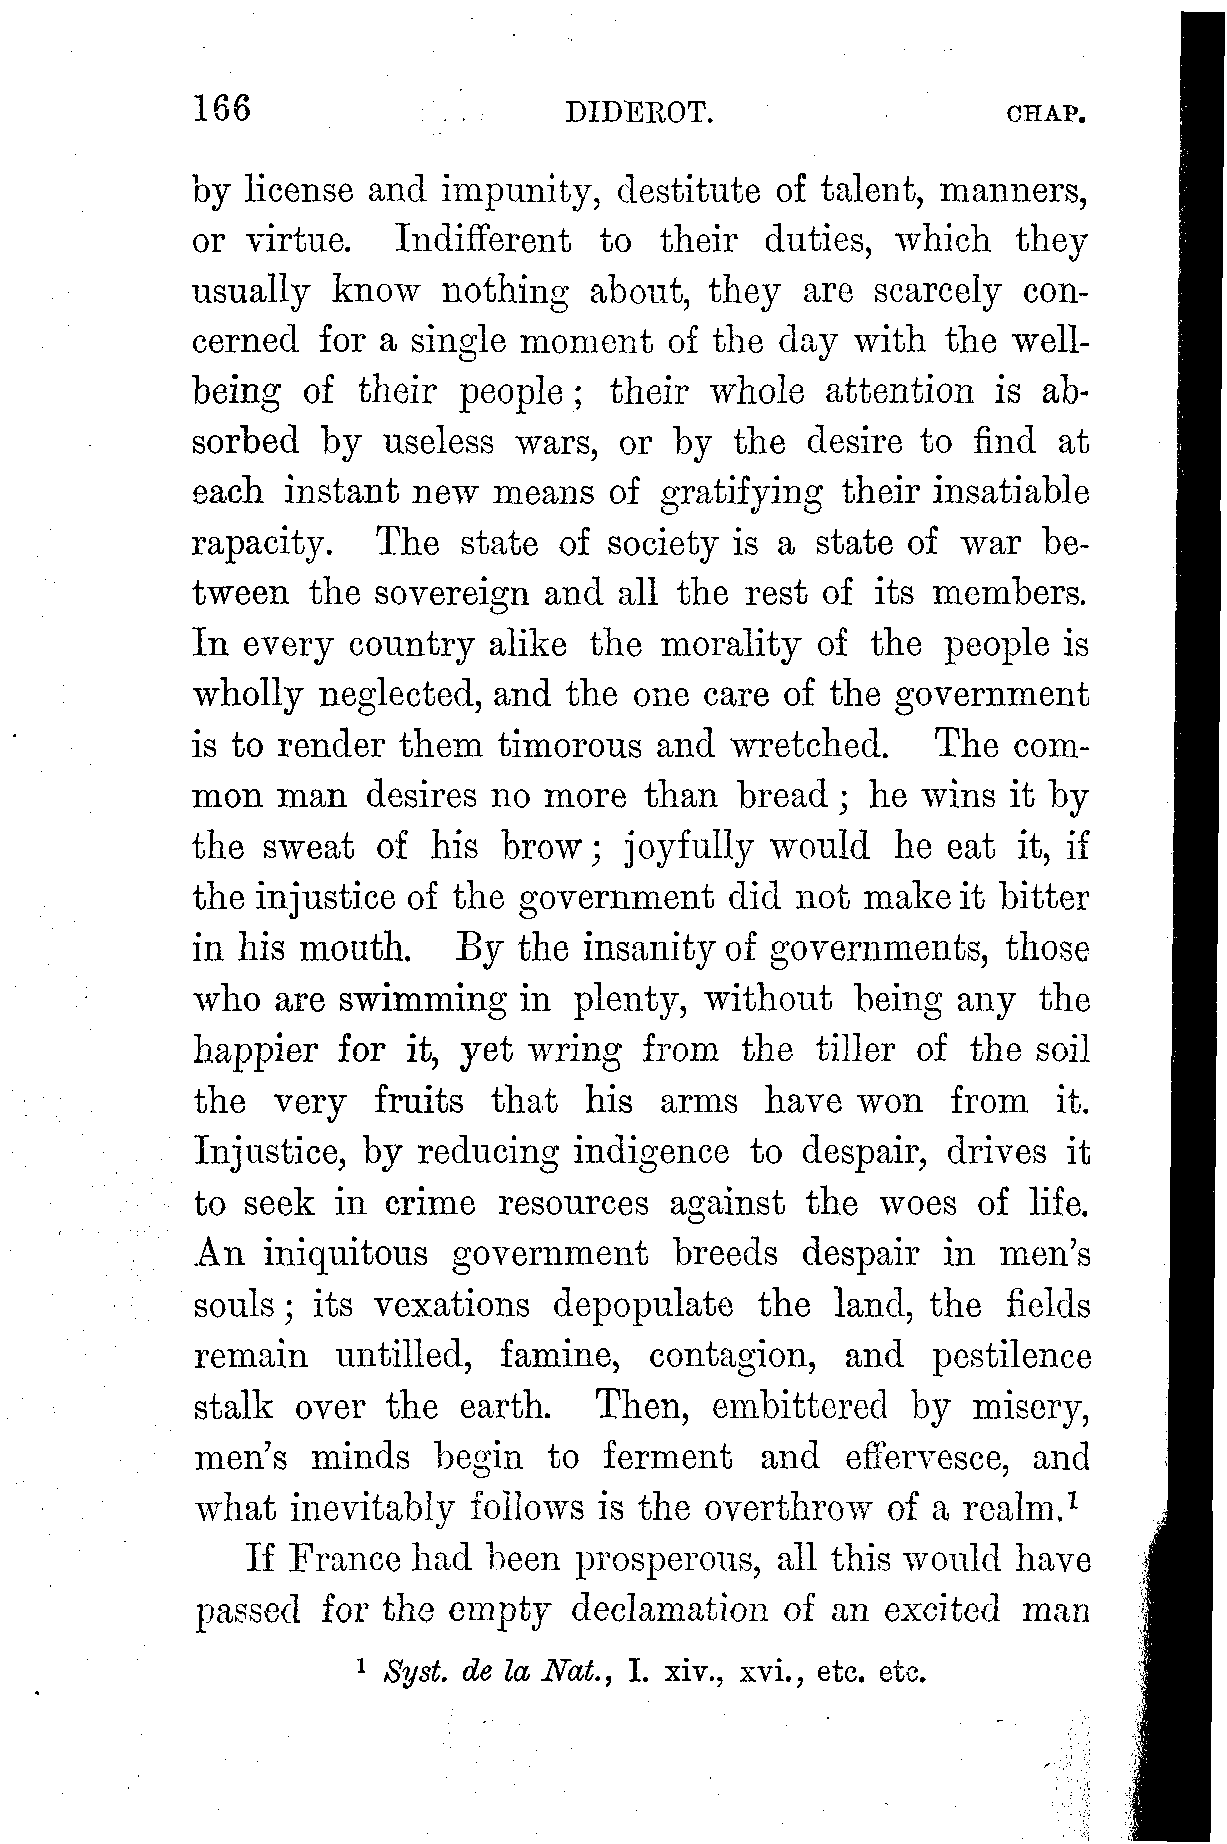 166 DIDEROT. CHAP.
by license and impunity, destitute of talent, manners,
or virtue. Indifferent to their duties, which they
usually know nothing about, they are scarcely con-
cerned for a single moment of the day with the well-
being of their people ; their whole attention is ab-
sorbed by useless wars, or by the desire to find at
each instant new means of gratifying their insatiable
rapacity. The state of society is a state of war be-
tween the sovereign and all the rest of its members.
In every country alike the morality of the people is
wholly neglected, and the one care of the government
is to render them timorous and wretched. The com-
mon man desires no more than bread ; he wins it by
the sweat of his brow ; joyfully would he eat it, if
the injustice of the government did not make it bitter
in his mouth. By the insanity of governments, those
who are swimming in plenty, without being any the
happier for it, yet wring from the tiller of the soil
the very fruits that his arms have won from it.
Injustice, by reducing indigence to despair, drives it
to seek in crime resources against the woes of life.
An iniquitous government breeds despair in men's
souls ; its vexations depopulate the land, the fields
remain untilled, famine, contagion, and pestilence
stalk over the earth. Then, embittered by misery,
men's minds begin to ferment and effervesce, and
what inevitably follows is the overthrow of a realm.¹
If France had been prosperous, all this would have
passed for the empty declamation of an excited man
¹ Syst. de la Nat., I. xiv., xvi., etc. etc.